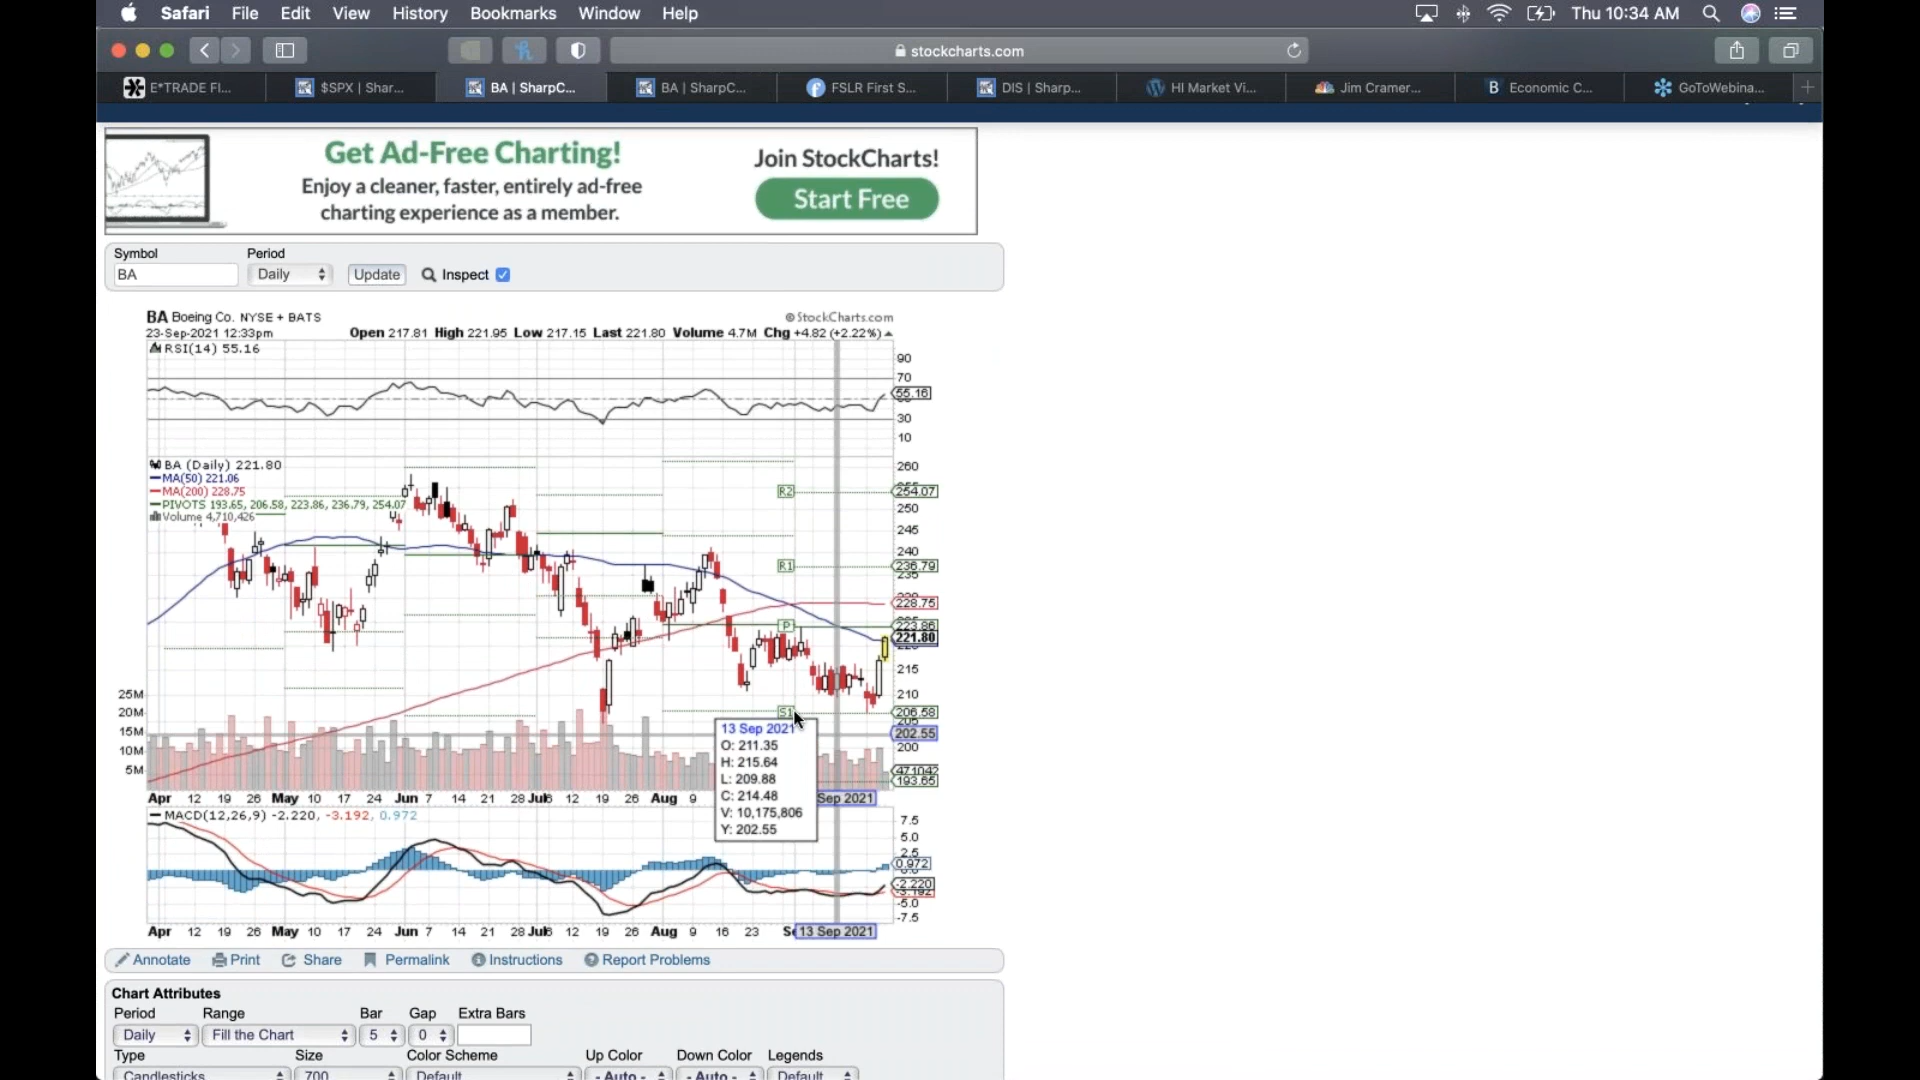 Safari File Edit View History Bookmarks Window Help Thu 10:34 AM
stockcharts.com
E*TRADE FI... $SPX | Shar... BA | SharpC... BA | SharpC... FSLR First S... DIS | Sharp... HI Market Vi... Jim Cramer... Economic C... GoToWebina...
Get Ad-Free Charting!
Enjoy a cleaner, faster, entirely ad-free
charting experience as a member.
Join StockCharts!
Start Free
Symbol Period
BA Daily Update Inspect
BA Boeing Co. NYSE + BATS © StockCharts.com
23-Sep-2021 12:33pm Open 217.81 High 221.95 Low 217.15 Last 221.80 Volume 4.7M Chg +4.82 (+2.22%)
RSI(14) 55.16
90
70
55.16
30
10
BA (Daily) 221.80
MA(50) 221.06
MA(200) 228.75
PIVOTS 193.65, 206.58, 223.86, 236.79, 254.07
Volume 4,710,426
260
R2 254.07
250
245
240
R1 236.79
235
228.75
P 223.86
221.80
215
210
S1 206.58
202.55
200
471042
193.65
25M
20M
15M
10M
5M
13 Sep 2021
O: 211.35
H: 215.64
L: 209.88
C: 214.48
V: 10,175,806
Y: 202.55
Apr 12 19 26 May 10 17 24 Jun 7 14 21 28 Jul 12 19 26 Aug 9 Sep 2021
MACD(12,26,9) -2.220, -3.192, 0.972
7.5
5.0
2.5
0.972
-2.220
-3.192
-5.0
-7.5
Apr 12 19 26 May 10 17 24 Jun 7 14 21 28 Jul 12 19 26 Aug 9 16 23 13 Sep 2021
Annotate Print Share Permalink Instructions Report Problems
Chart Attributes
Period Range Bar Gap Extra Bars
Daily Fill the Chart 5 0
Type Size Color Scheme Up Color Down Color Legends
Candlesticks 700 Default - Auto - - Auto - Default